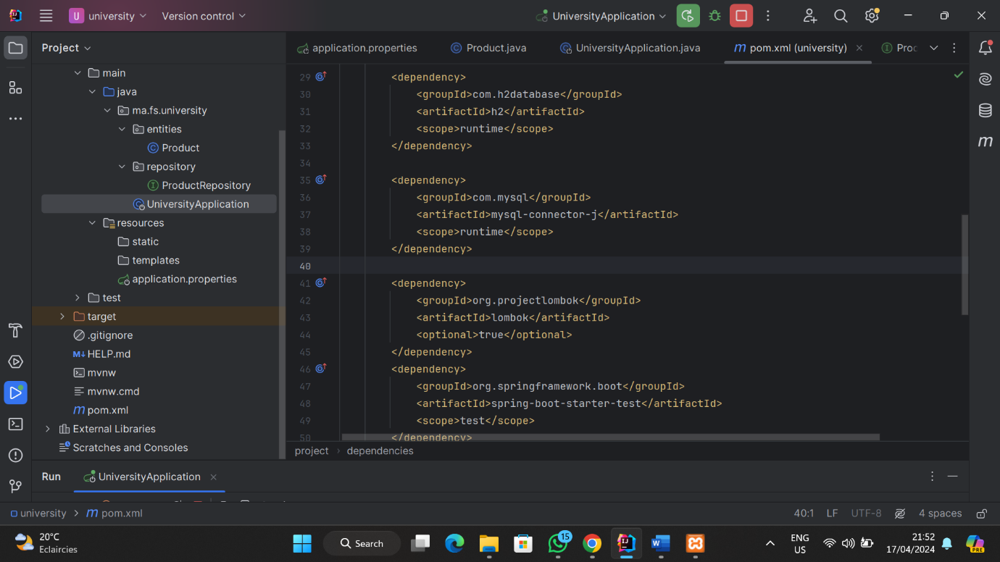 U university Version control UniversityApplication
Project
application.properties Product.java UniversityApplication.java pom.xml (university) Proc
main
java
ma.fs.university
entities
Product
repository
ProductRepository
UniversityApplication
resources
static
templates
application.properties
test
target
.gitignore
M↓ HELP.md
mvnw
mvnw.cmd
m pom.xml
External Libraries
Scratches and Consoles
29 <dependency>
30 <groupId>com.h2database</groupId>
31 <artifactId>h2</artifactId>
32 <scope>runtime</scope>
33 </dependency>
34
35 <dependency>
36 <groupId>com.mysql</groupId>
37 <artifactId>mysql-connector-j</artifactId>
38 <scope>runtime</scope>
39 </dependency>
40
41 <dependency>
42 <groupId>org.projectlombok</groupId>
43 <artifactId>lombok</artifactId>
44 <optional>true</optional>
45 </dependency>
46 <dependency>
47 <groupId>org.springframework.boot</groupId>
48 <artifactId>spring-boot-starter-test</artifactId>
49 <scope>test</scope>
50 </dependency>
project › dependencies
Run UniversityApplication
university > m pom.xml 40:1 LF UTF-8 4 spaces
20°C
Eclaircies
Search
15
ENG
US
21:52
17/04/2024
PRE